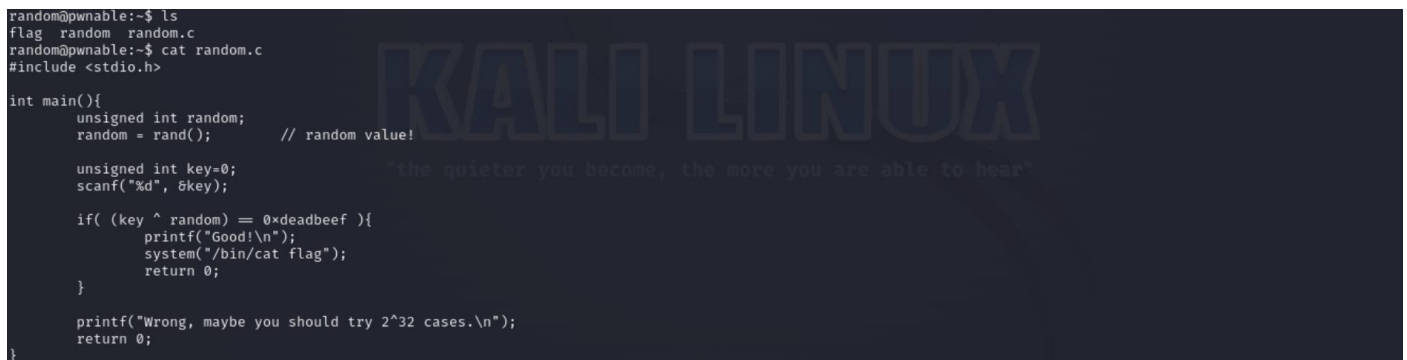 random@pwnable:~$ ls
flag  random  random.c
random@pwnable:~$ cat random.c
#include <stdio.h>
KALI LINUX
int main(){
        unsigned int random;
        random = rand();        // random value!
        unsigned int key=0;
"the quieter you become, the more you are able to hear"
        scanf("%d", &key);
        if( (key ^ random) == 0×deadbeef ){
                printf("Good!\n");
                system("/bin/cat flag");
                return 0;
        }
        printf("Wrong, maybe you should try 2^32 cases.\n");
        return 0;
}